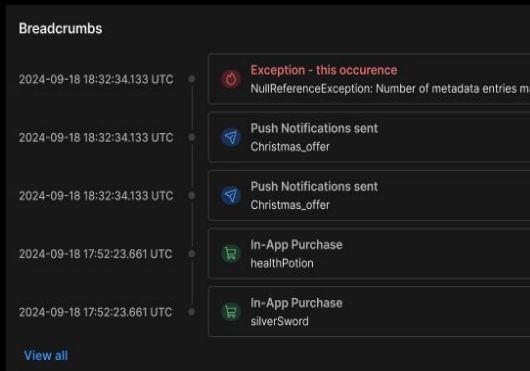 Breadcrumbs
2024-09-18 18:32:34.133 UTC
Exception - this occurence
NullReferenceException: Number of metadata entries
2024-09-18 18:32:34.133 UTC
Push Notifications sent
Christmas_offer
2024-09-18 18:32:34.133 UTC
Push Notifications sent
Christmas_offer
2024-09-18 17:52:23.661 UTC
In-App Purchase
healthPotion
2024-09-18 17:52:23.661 UTC
In-App Purchase
silverSword
View all